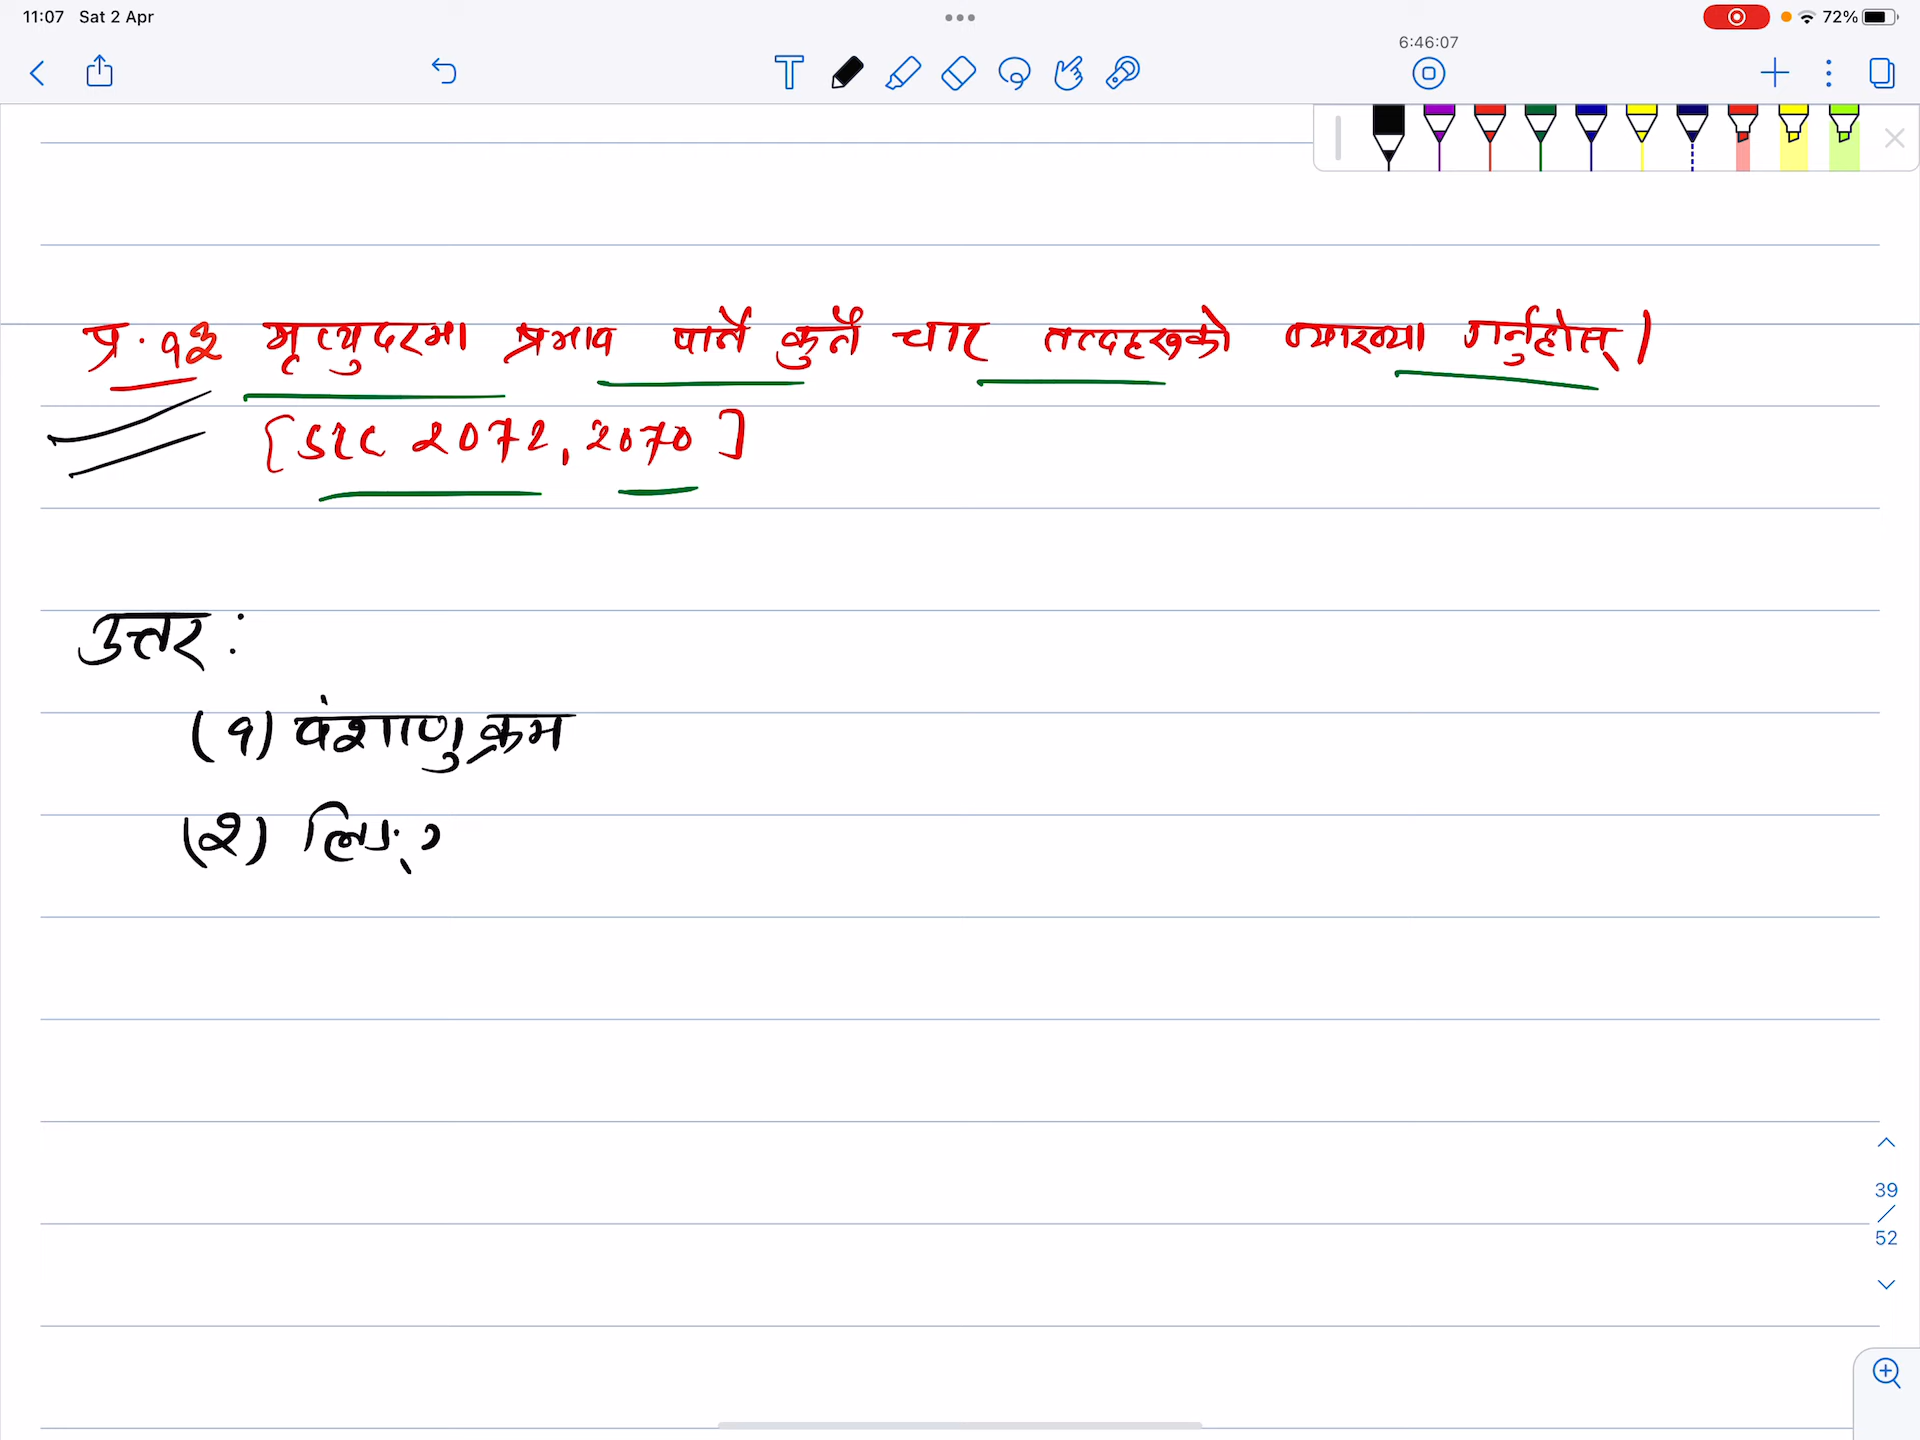 11:07 Sat 2 Apr
72%
6:46:07
प्र. १३ मृत्युदरमा प्रभाव पार्ने कुनै चार तत्वहरुको व्याख्या गर्नुहोस् ।
[SLC 2072, 2070]
उत्तर :
(१) वंशाणुक्रम
(२) लिङ्
39
/
52